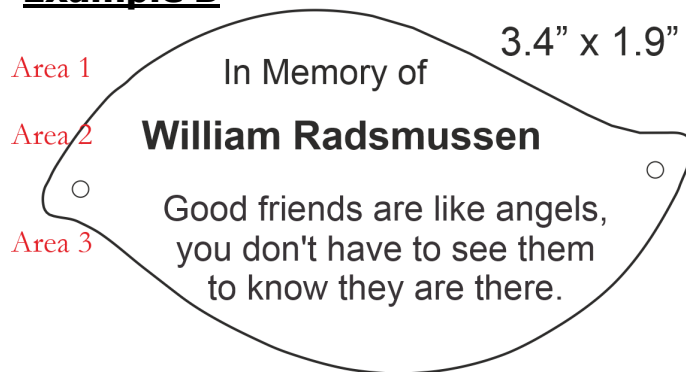 Example B
3.4” x 1.9”
Area 1
In Memory of
Area 2
William Radsmussen
Good friends are like angels,
Area 3
you don't have to see them
to know they are there.